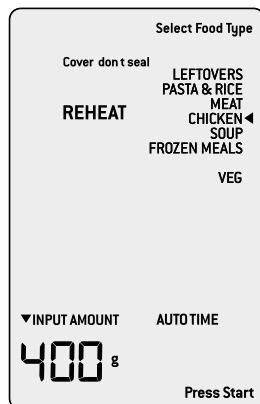 Select Food Type
Cover don t seal
LEFTOVERS
PASTA & RICE
MEAT
REHEAT
CHICKEN◀
SOUP
FROZEN MEALS
VEG
▼INPUT AMOUNT AUTO TIME
400 g
Press Start